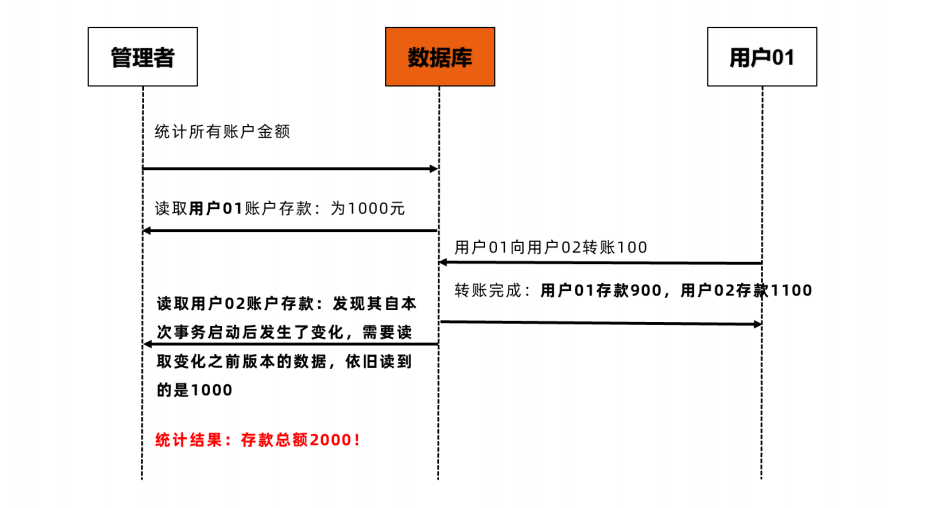 管理者
数据库
用户01
统计所有账户金额
读取用户01账户存款：为1000元
用户01向用户02转账100
转账完成：用户01存款900，用户02存款1100
读取用户02账户存款：发现其自本
次事务启动后发生了变化，需要读
取变化之前版本的数据，依旧读到
的是1000
统计结果：存款总额2000！